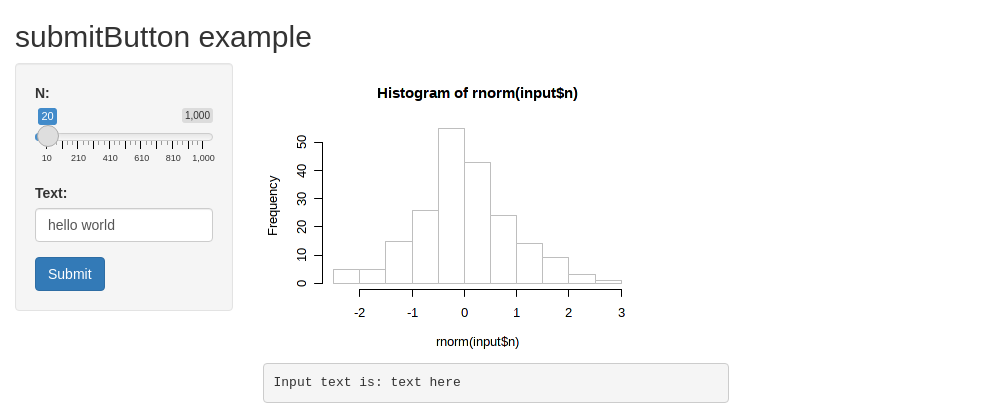 submitButton example
N:
20 1,000
10 210 410 610 810 1,000
Text:
hello world
Submit
Histogram of rnorm(input$n)
Frequency
50
40
30
20
10
0
-2 -1 0 1 2 3
rnorm(input$n)
Input text is: text here